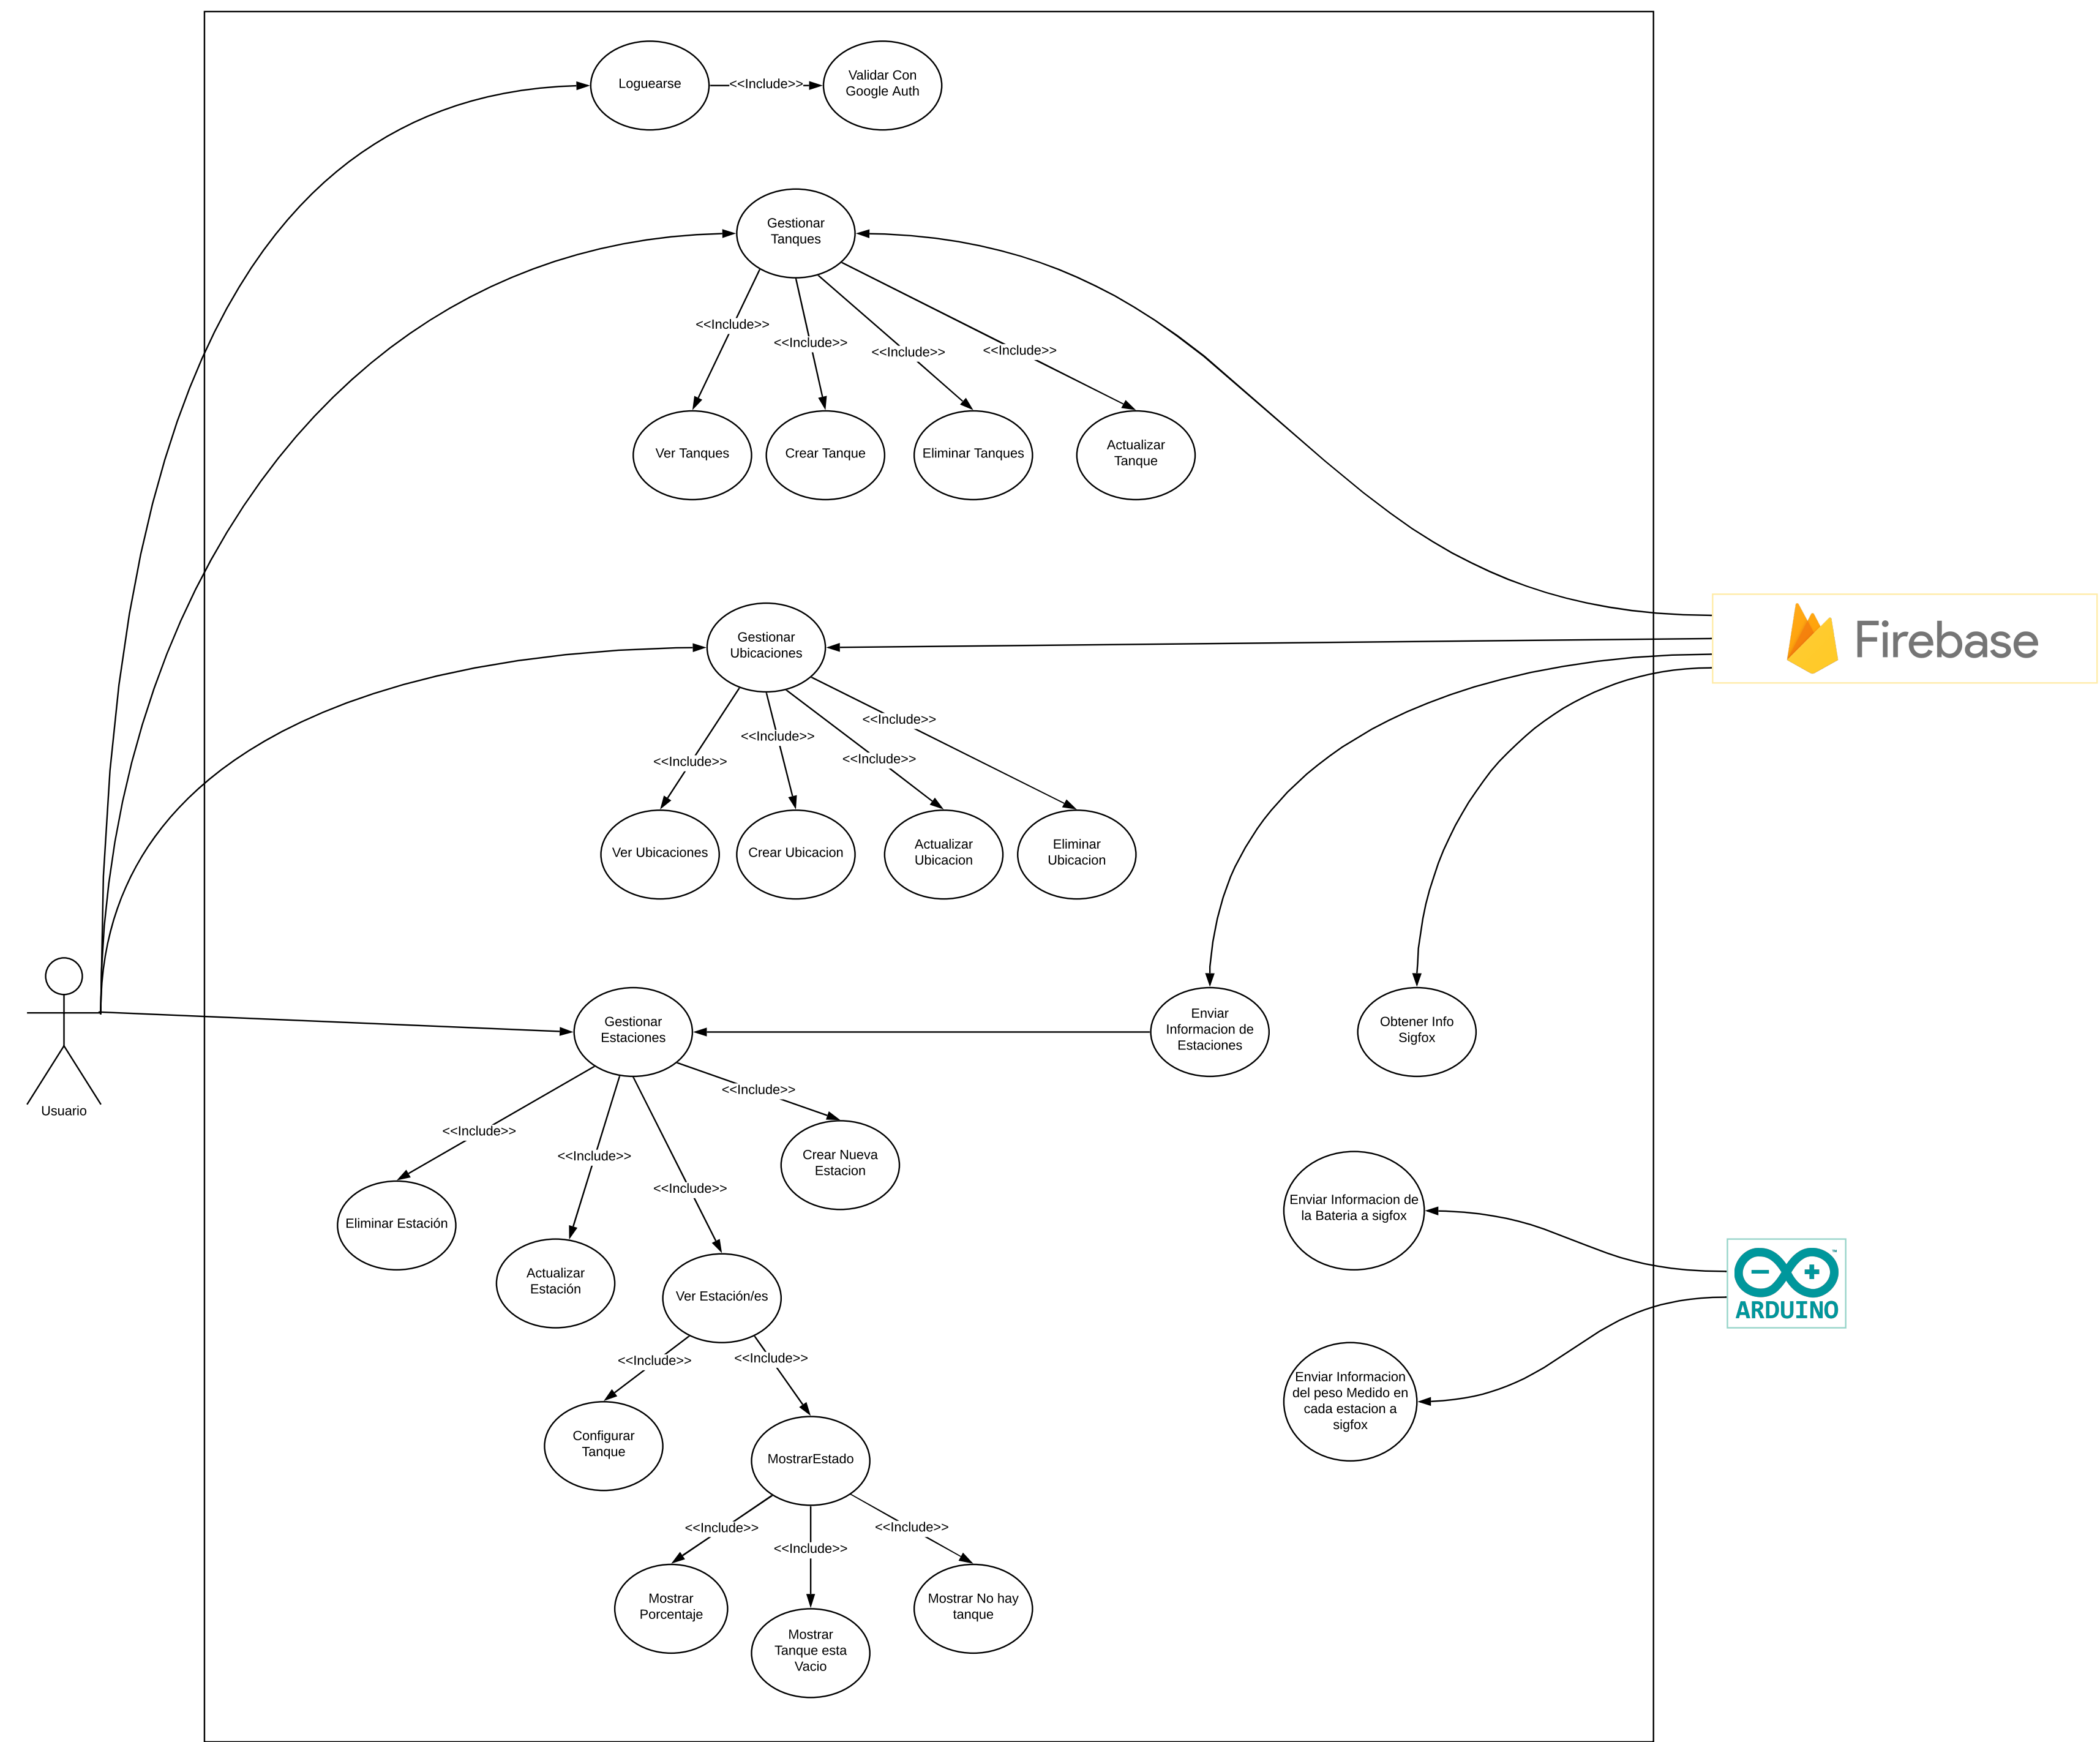 Loguearse
<<Include>>
Validar Con
Google Auth
Gestionar
Tanques
<<Include>>
<<Include>>
<<Include>>
<<Include>>
Ver Tanques
Crear Tanque
Eliminar Tanques
Actualizar
Tanque
Firebase
Gestionar
Ubicaciones
<<Include>>
<<Include>>
<<Include>>
<<Include>>
Ver Ubicaciones
Crear Ubicacion
Actualizar
Ubicacion
Eliminar
Ubicacion
Usuario
Gestionar
Estaciones
Enviar
Informacion de
Estaciones
Obtener Info
Sigfox
<<Include>>
<<Include>>
<<Include>>
<<Include>>
Crear Nueva
Estacion
Eliminar Estación
Actualizar
Estación
Ver Estación/es
Enviar Informacion de
la Bateria a sigfox
ARDUINO
™
Enviar Informacion
del peso Medido en
cada estacion a
sigfox
<<Include>>
<<Include>>
Configurar
Tanque
MostrarEstado
<<Include>>
<<Include>>
<<Include>>
Mostrar
Porcentaje
Mostrar
Tanque esta
Vacio
Mostrar No hay
tanque